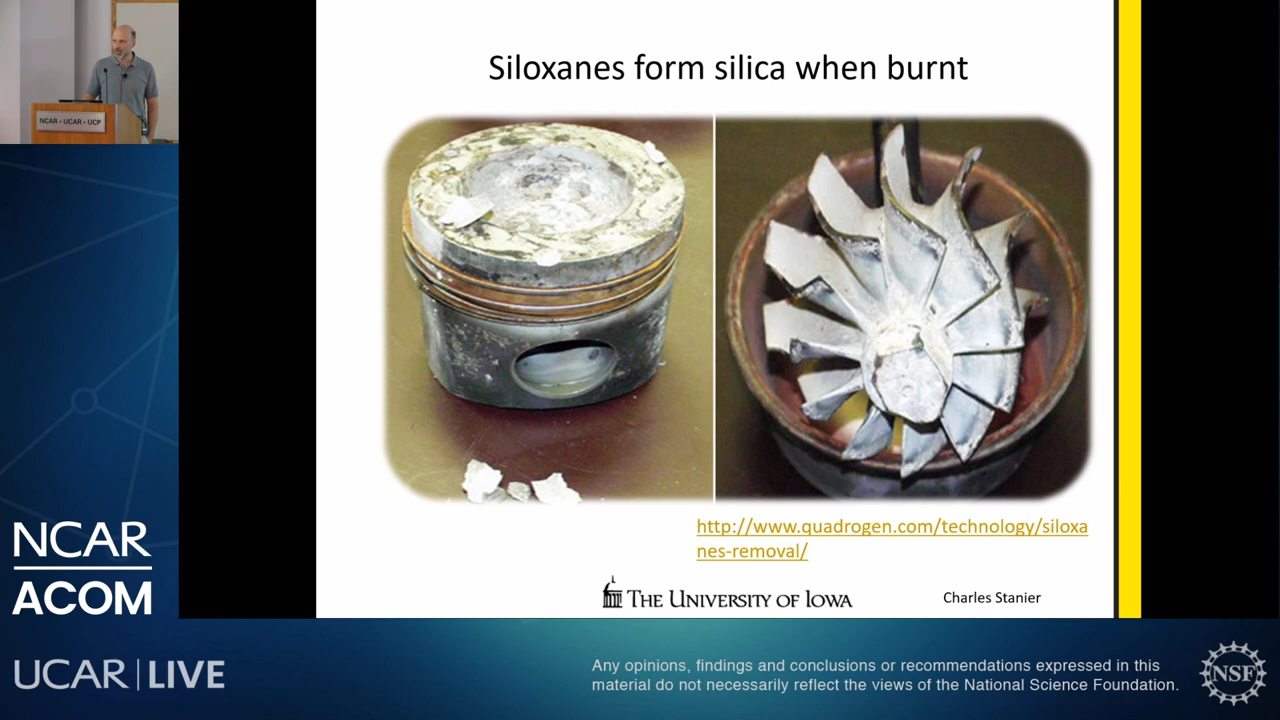 NCAR • UCAR • UCP
Siloxanes form silica when burnt
http://www.quadrogen.com/technology/siloxa
nes-removal/
THE UNIVERSITY OF IOWA
Charles Stanier
NCAR
ACOM
UCAR | LIVE
Any opinions, findings and conclusions or recommendations expressed in this
material do not necessarily reflect the views of the National Science Foundation.
NSF